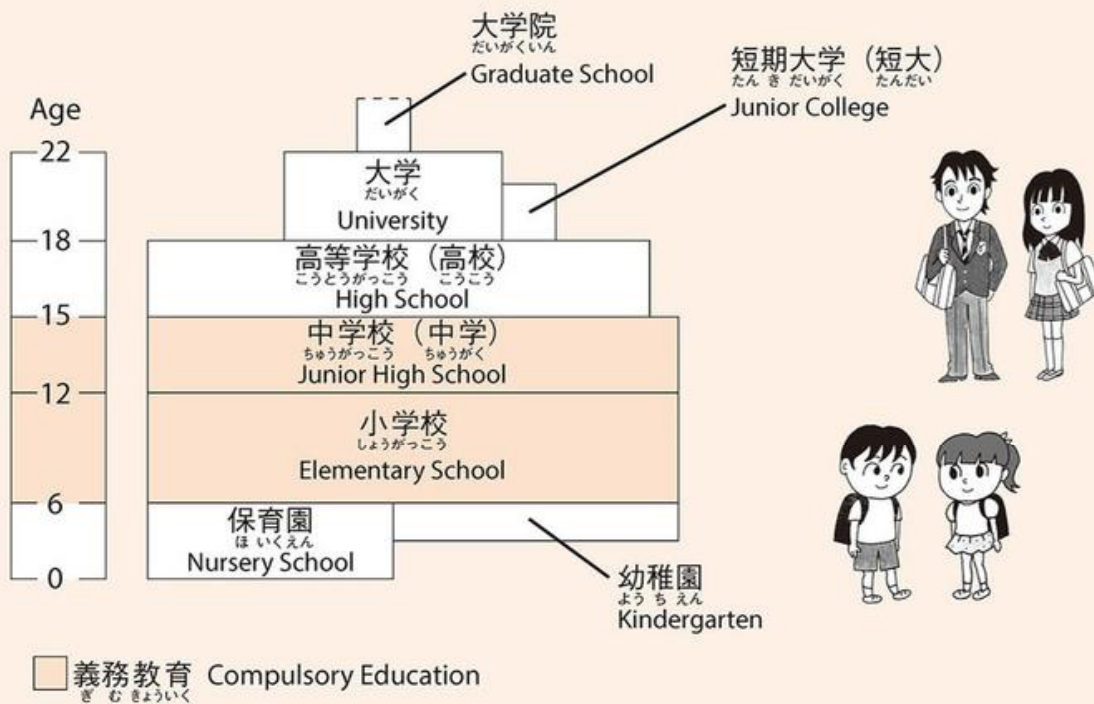 大学院
だいがくいん
Graduate School
短期大学（短大）
たん き だいがく たんだい
Junior College
Age
22
大学
だいがく
University
18
高等学校（高校）
こうとうがっこう こうこう
High School
15
中学校（中学）
ちゅうがっこう ちゅうがく
Junior High School
12
小学校
しょうがっこう
Elementary School
6
保育園
ほ いくえん
Nursery School
0
幼稚園
よう ち えん
Kindergarten
義務教育 Compulsory Education
ぎ む きょういく